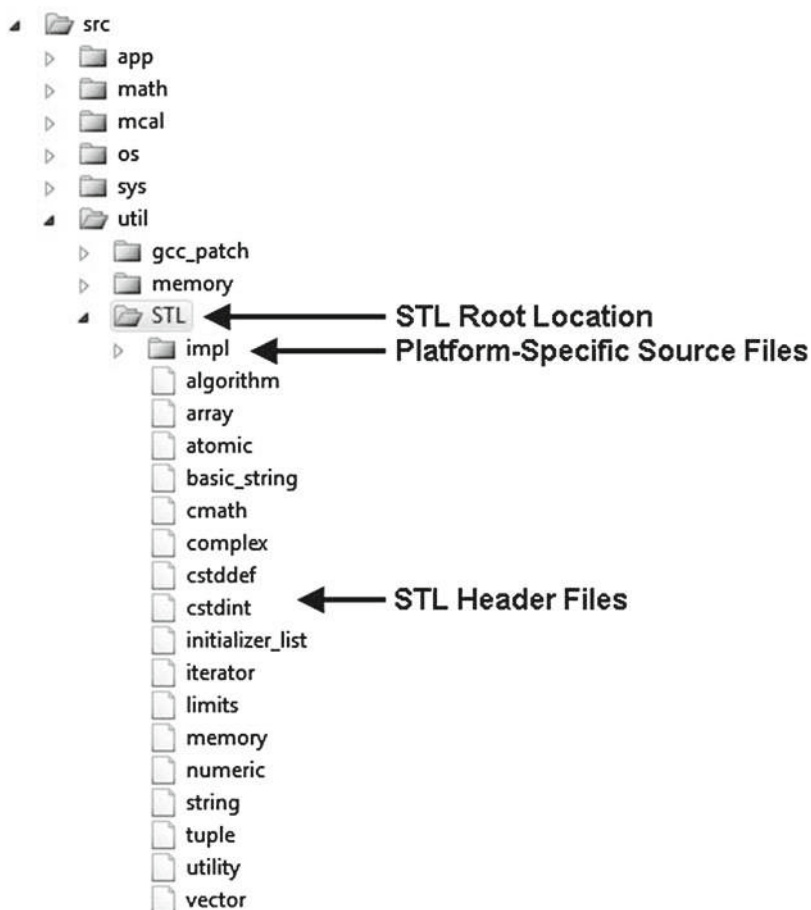 src
app
math
mcal
os
sys
util
gcc_patch
memory
STL
STL Root Location
impl
Platform-Specific Source Files
algorithm
array
atomic
basic_string
cmath
complex
cstddef
cstdint
STL Header Files
initializer_list
iterator
limits
memory
numeric
string
tuple
utility
vector